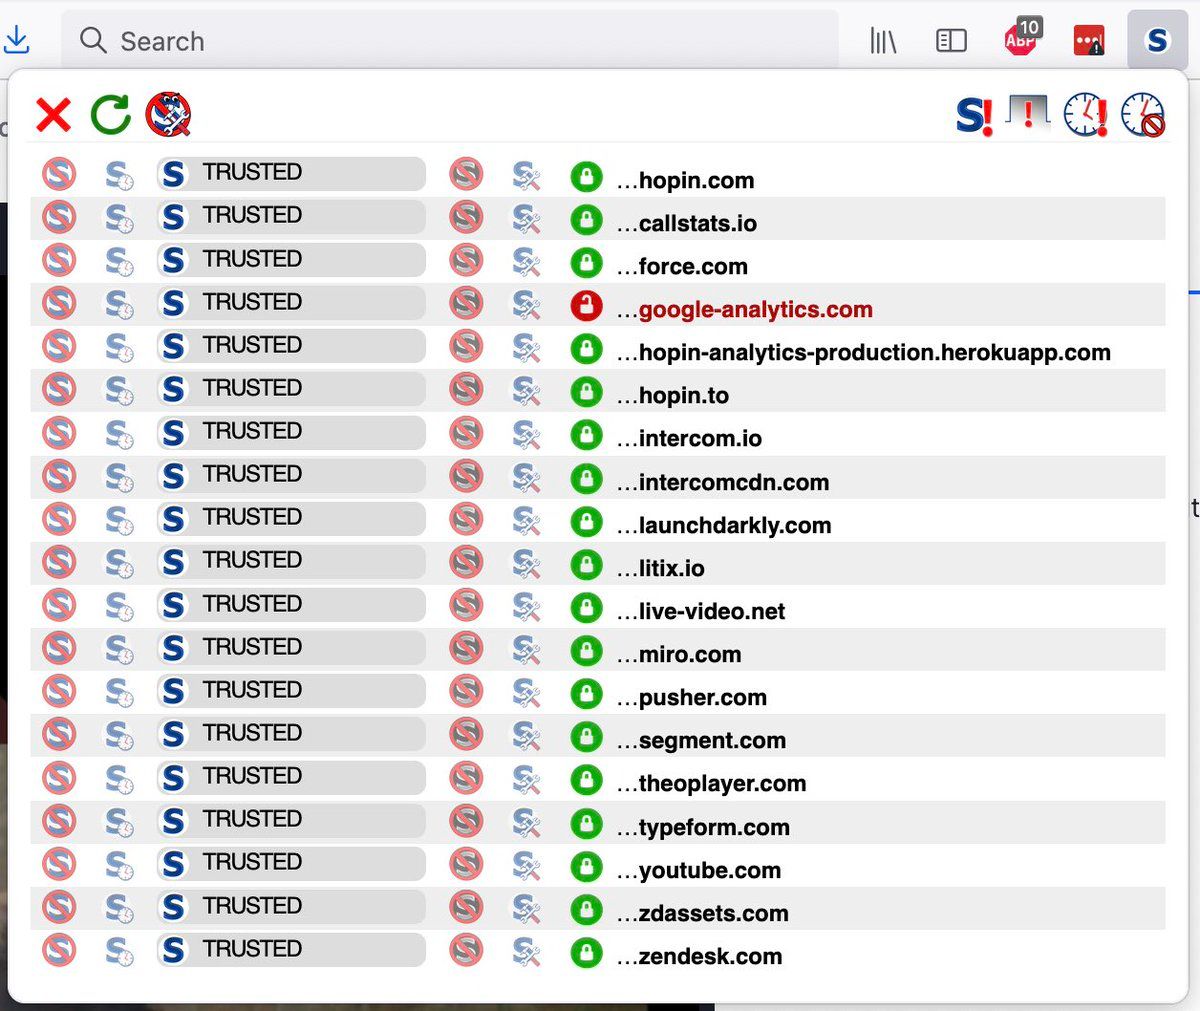 Search
ABP 10
S
S!
TRUSTED …hopin.com
TRUSTED …callstats.io
TRUSTED …force.com
TRUSTED …google-analytics.com
TRUSTED …hopin-analytics-production.herokuapp.com
TRUSTED …hopin.to
TRUSTED …intercom.io
TRUSTED …intercomcdn.com
TRUSTED …launchdarkly.com
TRUSTED …litix.io
TRUSTED …live-video.net
TRUSTED …miro.com
TRUSTED …pusher.com
TRUSTED …segment.com
TRUSTED …theoplayer.com
TRUSTED …typeform.com
TRUSTED …youtube.com
TRUSTED …zdassets.com
TRUSTED …zendesk.com